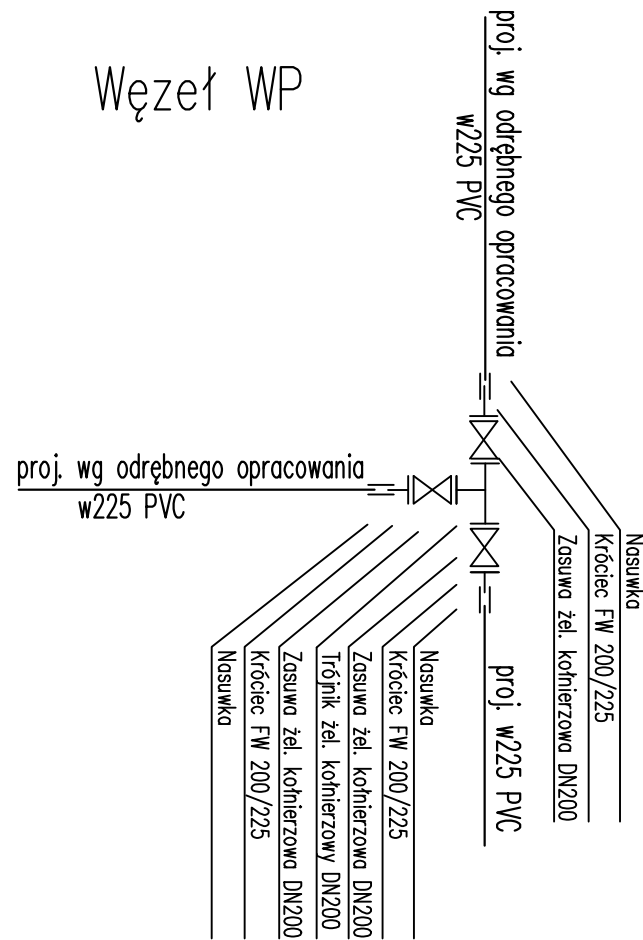 Węzeł WP
proj. wg odrębnego opracowania
w225 PVC
proj. wg odrębnego opracowania
w225 PVC
Nasuwka
Króciec FW 200/225
Zasuwa żel. kołnierzowa DN200
proj. w225 PVC
Nasuwka
Króciec FW 200/225
Zasuwa żel. kołnierzowa DN200
Trójnik żel. kołnierzowy DN200
Zasuwa żel. kołnierzowa DN200
Króciec FW 200/225
Nasuwka